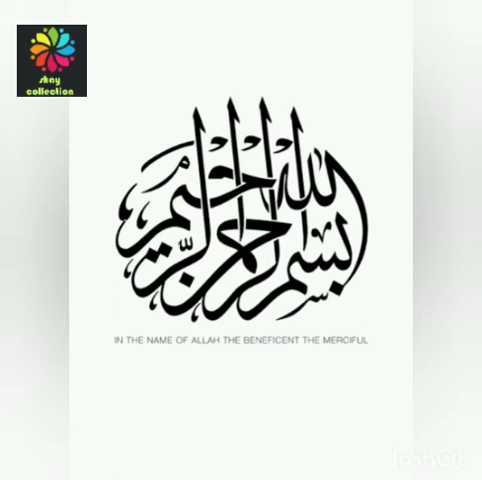 shay
collection
بسم الله الرحمن الرحيم
IN THE NAME OF ALLAH THE BENEFICENT THE MERCIFUL
InShOt